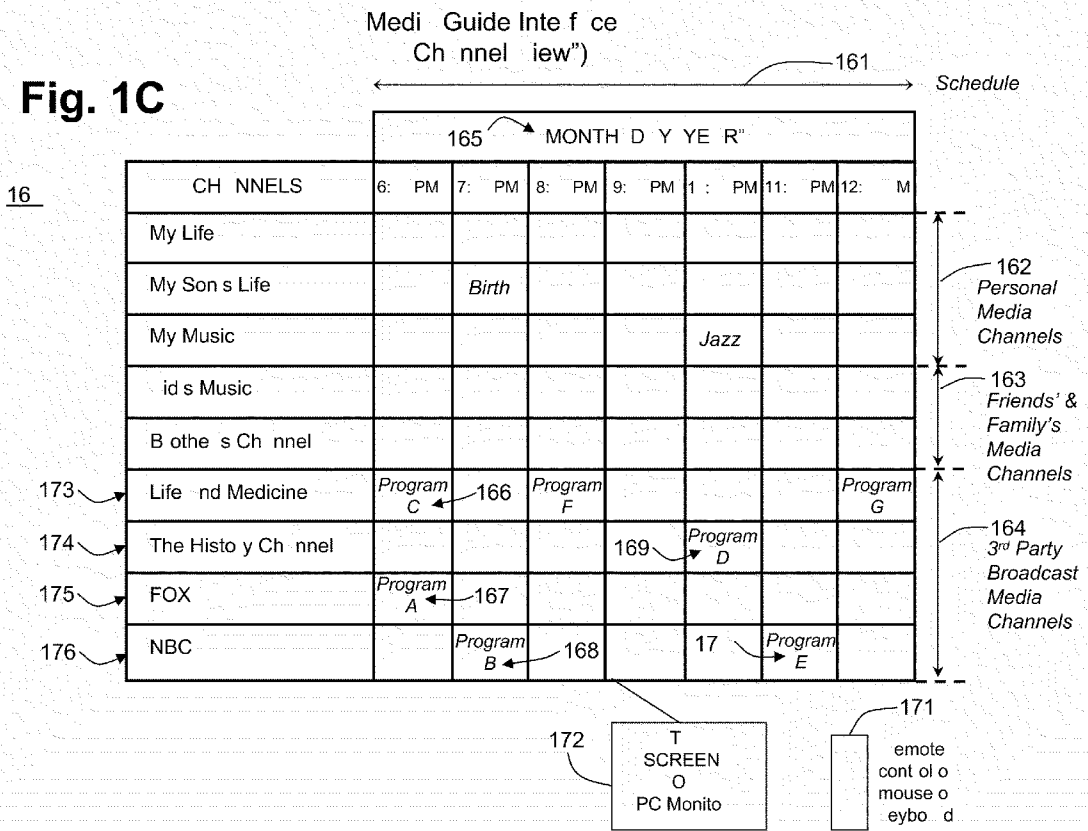 Medi Guide Inte f ce
Ch nnel iew")
Fig. 1C
161
Schedule
165
MONTH D Y YE R"
16
CH NNELS 6: PM 7: PM 8: PM 9: PM 1 : PM 11: PM 12: M
My Life
My Son s Life Birth
My Music Jazz
162
Personal
Media
Channels
id s Music
B othe s Ch nnel
163
Friends' &
Family's
Media
Channels
173 Life nd Medicine Program C 166 Program F Program G
174 The Histo y Ch nnel 169 Program D
175 FOX Program A 167
176 NBC Program B 168 17 Program E
164
3rd Party
Broadcast
Media
Channels
172
T
SCREEN
O
PC Monito
171
emote
cont ol o
mouse o
eybo d